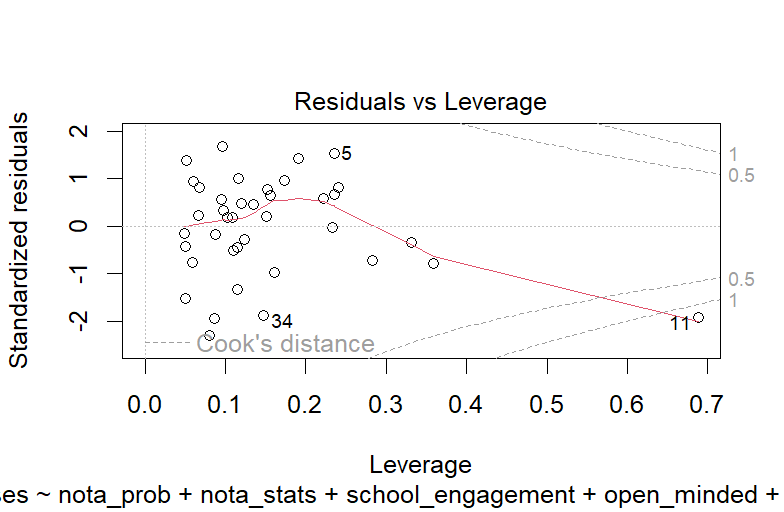 Residuals vs Leverage
Standardized residuals
2
1
0
-1
-2
5
34
11
1
0.5
0.5
1
Cook's distance
0.0 0.1 0.2 0.3 0.4 0.5 0.6 0.7
Leverage
ses ~ nota_prob + nota_stats + school_engagement + open_minded +